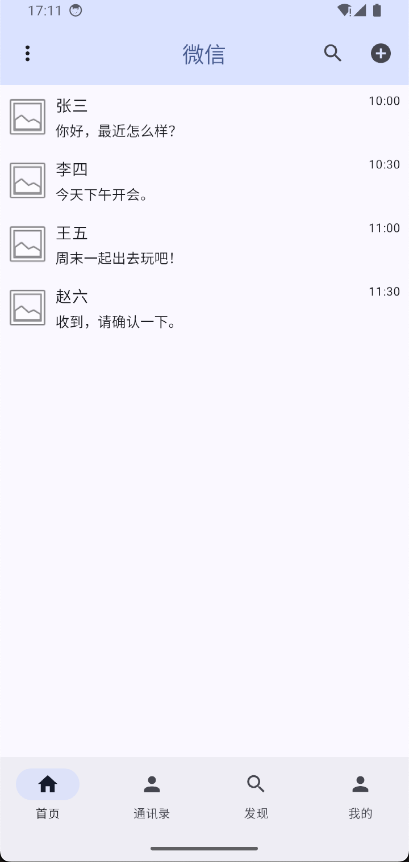 17:11
微信
张三 10:00
你好，最近怎么样？
李四 10:30
今天下午开会。
王五 11:00
周末一起出去玩吧！
赵六 11:30
收到，请确认一下。
首页 通讯录 发现 我的